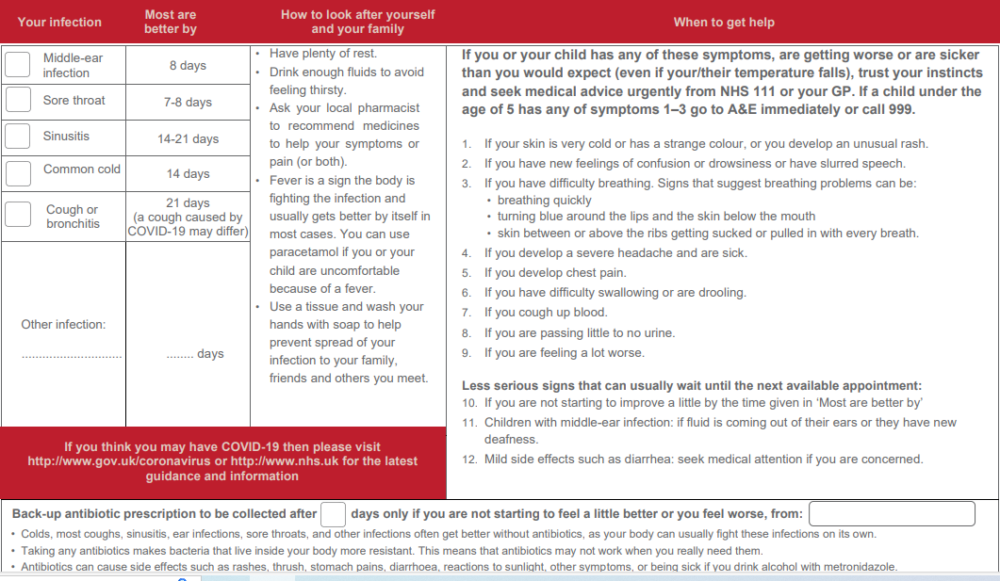 Your infection
Most are
better by
How to look after yourself
and your family
When to get help
Middle-ear
infection
8 days
Sore throat
7-8 days
Sinusitis
14-21 days
Common cold
14 days
Cough or
bronchitis
21 days
(a cough caused by
COVID-19 may differ)
Other infection:
..............................
........ days
• Have plenty of rest.
• Drink enough fluids to avoid
feeling thirsty.
• Ask your local pharmacist
to recommend medicines
to help your symptoms or
pain (or both).
• Fever is a sign the body is
fighting the infection and
usually gets better by itself in
most cases. You can use
paracetamol if you or your
child are uncomfortable
because of a fever.
• Use a tissue and wash your
hands with soap to help
prevent spread of your
infection to your family,
friends and others you meet.
If you or your child has any of these symptoms, are getting worse or are sicker
than you would expect (even if your/their temperature falls), trust your instincts
and seek medical advice urgently from NHS 111 or your GP. If a child under the
age of 5 has any of symptoms 1–3 go to A&E immediately or call 999.
1. If your skin is very cold or has a strange colour, or you develop an unusual rash.
2. If you have new feelings of confusion or drowsiness or have slurred speech.
3. If you have difficulty breathing. Signs that suggest breathing problems can be:
• breathing quickly
• turning blue around the lips and the skin below the mouth
• skin between or above the ribs getting sucked or pulled in with every breath.
4. If you develop a severe headache and are sick.
5. If you develop chest pain.
6. If you have difficulty swallowing or are drooling.
7. If you cough up blood.
8. If you are passing little to no urine.
9. If you are feeling a lot worse.
Less serious signs that can usually wait until the next available appointment:
10. If you are not starting to improve a little by the time given in ‘Most are better by’
11. Children with middle-ear infection: if fluid is coming out of their ears or they have new
deafness.
12. Mild side effects such as diarrhea: seek medical attention if you are concerned.
If you think you may have COVID-19 then please visit
http://www.gov.uk/coronavirus or http://www.nhs.uk for the latest
guidance and information
Back-up antibiotic prescription to be collected after days only if you are not starting to feel a little better or you feel worse, from:
• Colds, most coughs, sinusitis, ear infections, sore throats, and other infections often get better without antibiotics, as your body can usually fight these infections on its own.
• Taking any antibiotics makes bacteria that live inside your body more resistant. This means that antibiotics may not work when you really need them.
• Antibiotics can cause side effects such as rashes, thrush, stomach pains, diarrhoea, reactions to sunlight, other symptoms, or being sick if you drink alcohol with metronidazole.